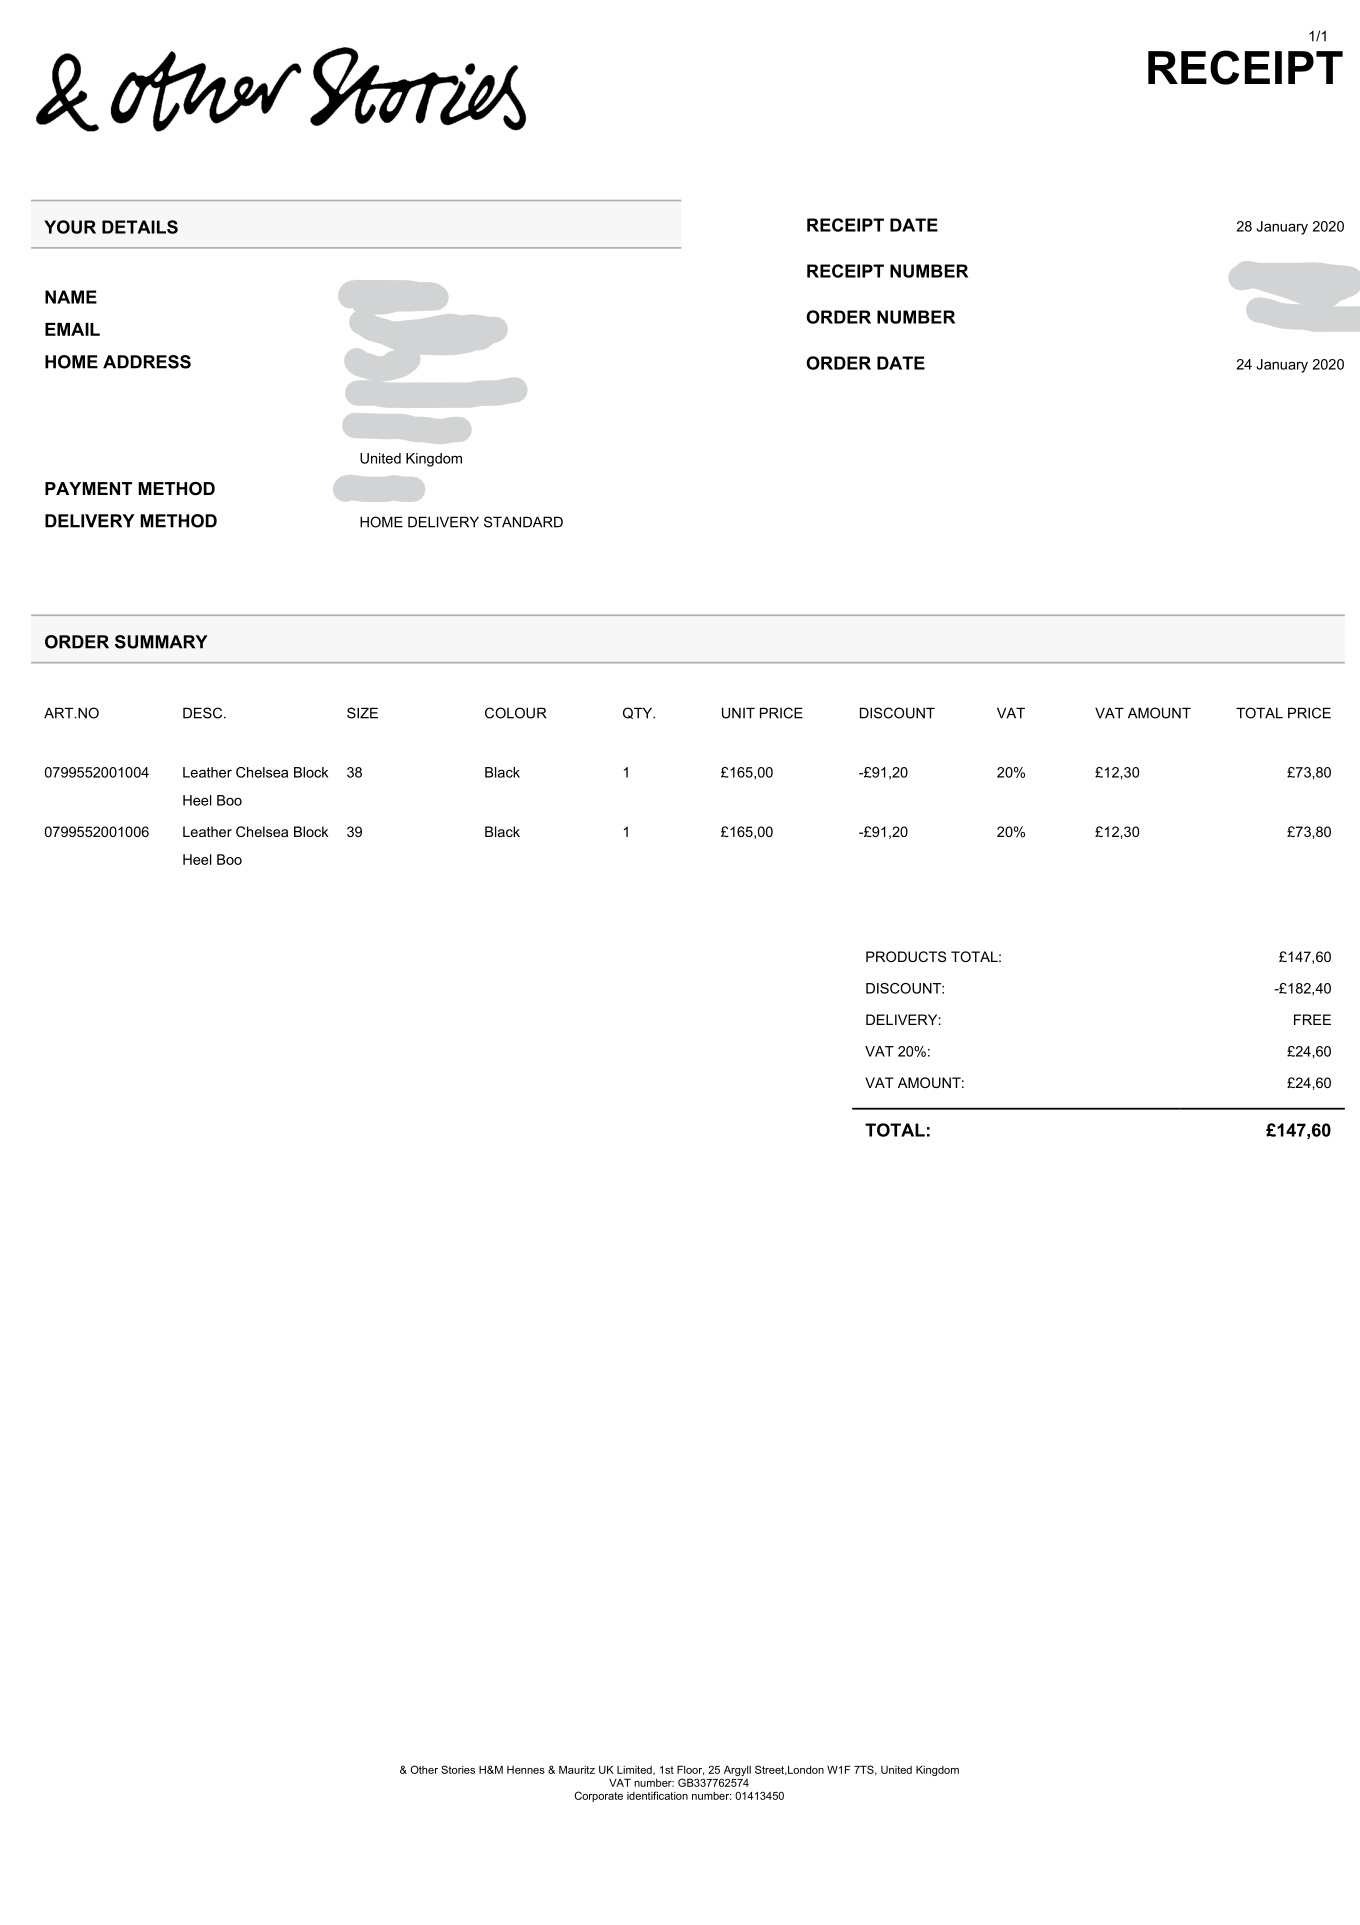 1/1
& other Stories
RECEIPT
YOUR DETAILS
NAME
EMAIL
HOME ADDRESS
United Kingdom
PAYMENT METHOD
DELIVERY METHOD HOME DELIVERY STANDARD
RECEIPT DATE 28 January 2020
RECEIPT NUMBER
ORDER NUMBER
ORDER DATE 24 January 2020
ORDER SUMMARY
ART.NO DESC. SIZE COLOUR QTY. UNIT PRICE DISCOUNT VAT VAT AMOUNT TOTAL PRICE
0799552001004 Leather Chelsea Block 38 Black 1 £165,00 -£91,20 20% £12,30 £73,80
Heel Boo
0799552001006 Leather Chelsea Block 39 Black 1 £165,00 -£91,20 20% £12,30 £73,80
Heel Boo
PRODUCTS TOTAL: £147,60
DISCOUNT: -£182,40
DELIVERY: FREE
VAT 20%: £24,60
VAT AMOUNT: £24,60
TOTAL: £147,60
& Other Stories H&M Hennes & Mauritz UK Limited, 1st Floor, 25 Argyll Street,London W1F 7TS, United Kingdom
VAT number: GB337762574
Corporate identification number: 01413450